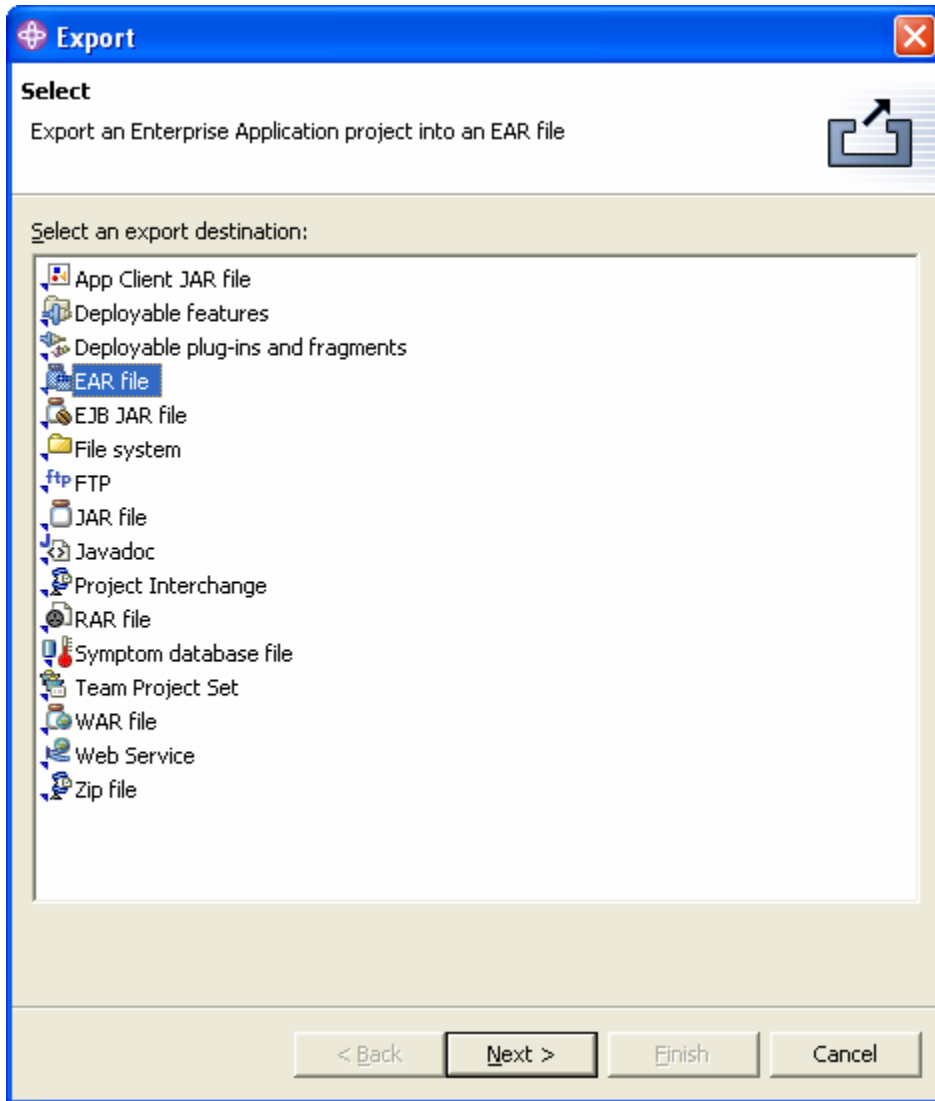 Export
Select
Export an Enterprise Application project into an EAR file
Select an export destination:
App Client JAR file
Deployable features
Deployable plug-ins and fragments
EAR file
EJB JAR file
File system
ftp FTP
JAR file
Javadoc
Project Interchange
RAR file
Symptom database file
Team Project Set
WAR file
Web Service
Zip file
< Back Next > Finish Cancel